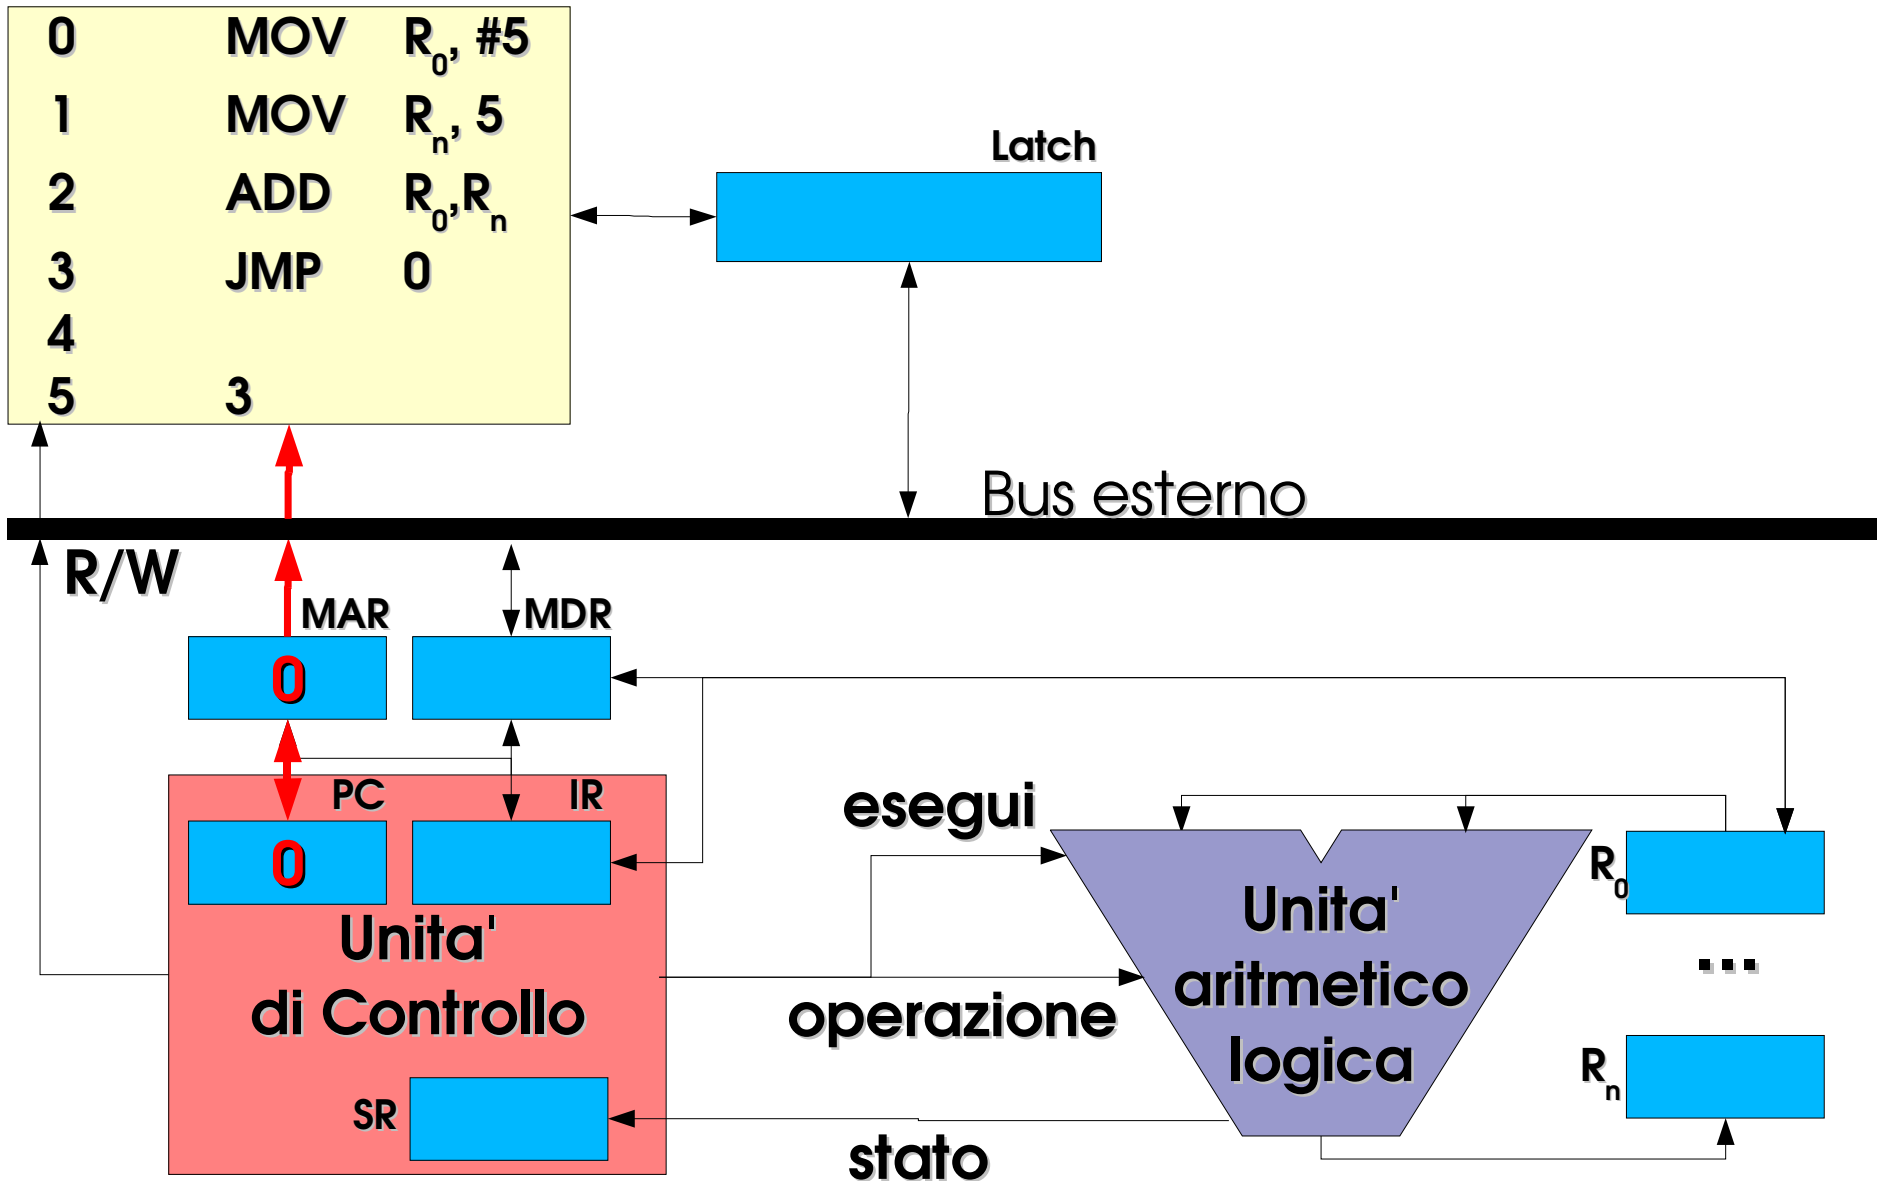 0 MOV R0, #5
1 MOV Rn, 5
2 ADD R0,Rn
3 JMP 0
4
5 3
Latch
Bus esterno
R/W
MAR
MDR
0
PC
IR
0
esegui
Unita'
di Controllo
operazione
SR
stato
Unita'
aritmetico
logica
R0
...
Rn